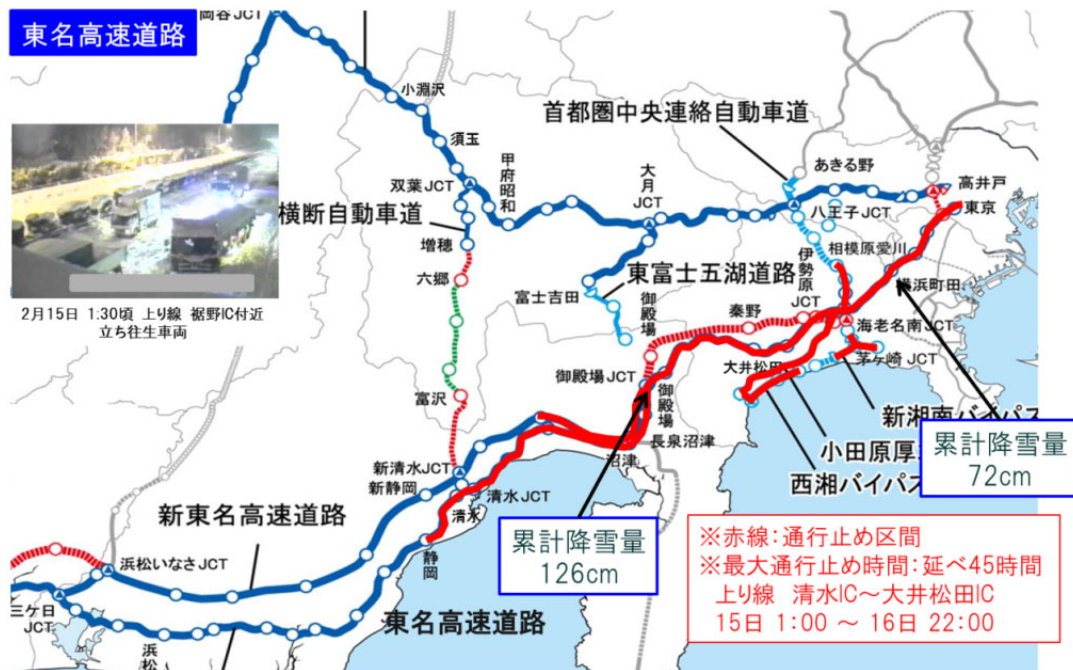 東名高速道路
岡谷JCT
小淵沢
須玉
双葉JCT
甲府昭和
横断自動車道
増穂
六郷
富沢
新清水JCT
新静岡
清水JCT
清水
静岡
新東名高速道路
浜松いなさJCT
三ケ日
JCT
浜松
東名高速道路
首都圏中央連絡自動車道
あきる野
大月
JCT
八王子JCT
高井戸
東京
相模原愛川
横浜町田
伊勢原
JCT
海老名南JCT
秦野
東富士五湖道路
富士吉田
御殿場
御殿場JCT
御殿場
大井松田
茅ヶ崎JCT
長泉沼津
沼津
新湘南バイパス
小田原厚
西湘バイパス
2月15日 1:30頃 上り線 裾野IC付近
立ち往生車両
累計降雪量
72cm
累計降雪量
126cm
※赤線：通行止め区間
※最大通行止め時間：延べ45時間
上り線 清水IC～大井松田IC
15日 1:00 ～ 16日 22:00